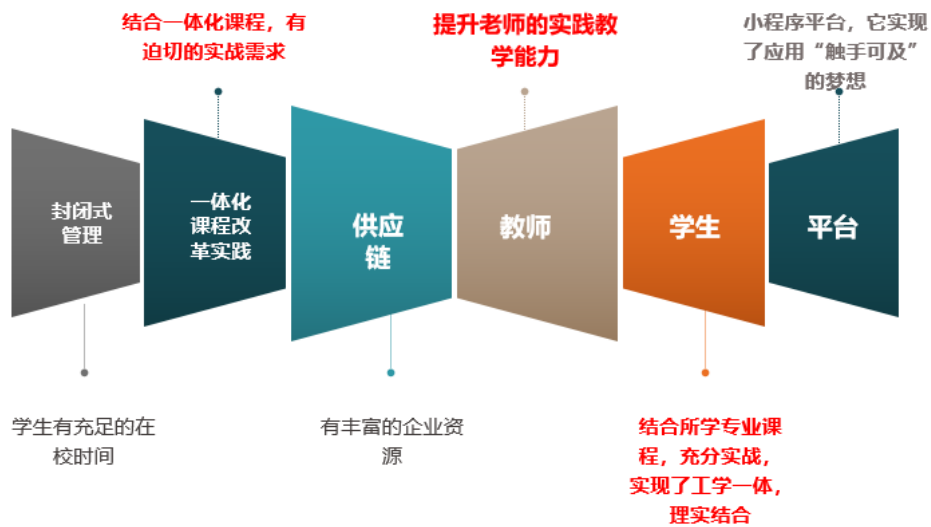 结合一体化课程，有
迫切的实战需求
提升老师的实践教
学能力
小程序平台，它实现
了应用“触手可及”
的梦想
封闭式
管理
一体化
课程改
革实践
供应
链
教师
学生
平台
学生有充足的在
校时间
有丰富的企业资
源
结合所学专业课
程，充分实战，
实现了工学一体，
理实结合